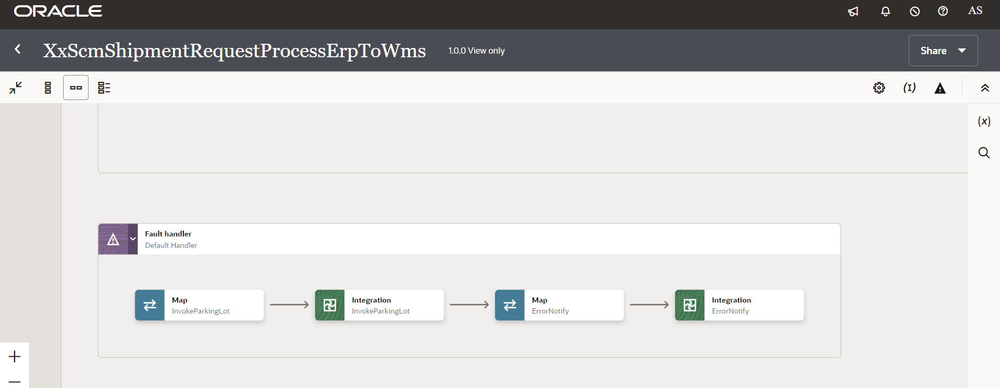 ORACLE
AS
XxScmShipmentRequestProcessErpToWms
1.0.0 View only
Share
(I)
(x)
Fault handler
Default Handler
Map
InvokeParkingLot
Integration
InvokeParkingLot
Map
ErrorNotify
Integration
ErrorNotify